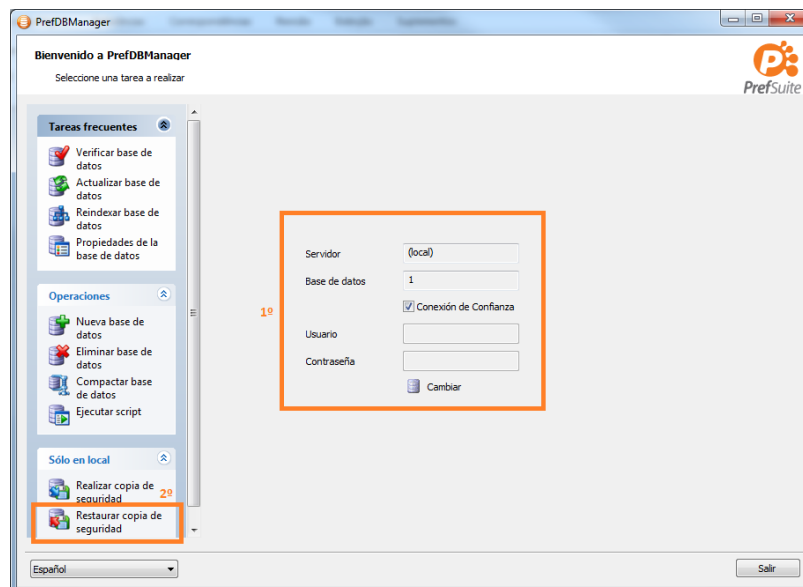 PrefDBManager
Bienvenido a PrefDBManager
Seleccione una tarea a realizar
PrefSuite
Tareas frecuentes
Verificar base de
datos
Actualizar base de
datos
Reindexar base de
datos
Propiedades de la
base de datos
Operaciones
Nueva base de
datos
Eliminar base de
datos
Compactar base
de datos
Ejecutar script
Sólo en local
Realizar copia de
seguridad
2º
Restaurar copia de
seguridad
1º
Servidor (local)
Base de datos 1
Conexión de Confianza
Usuario
Contraseña
Cambiar
Español
Salir